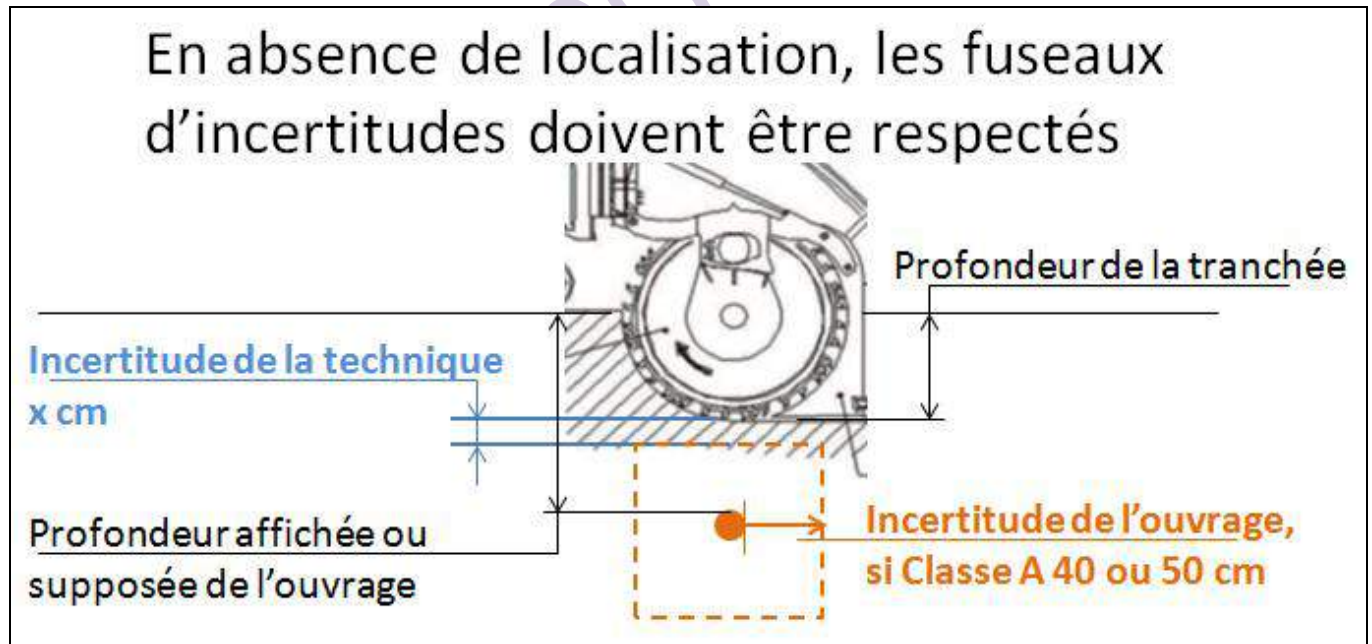 En absence de localisation, les fuseaux
d'incertitudes doivent être respectés
Profondeur de la tranchée
Incertitude de la technique
x cm
Profondeur affichée ou
supposée de l'ouvrage
Incertitude de l'ouvrage,
si Classe A 40 ou 50 cm